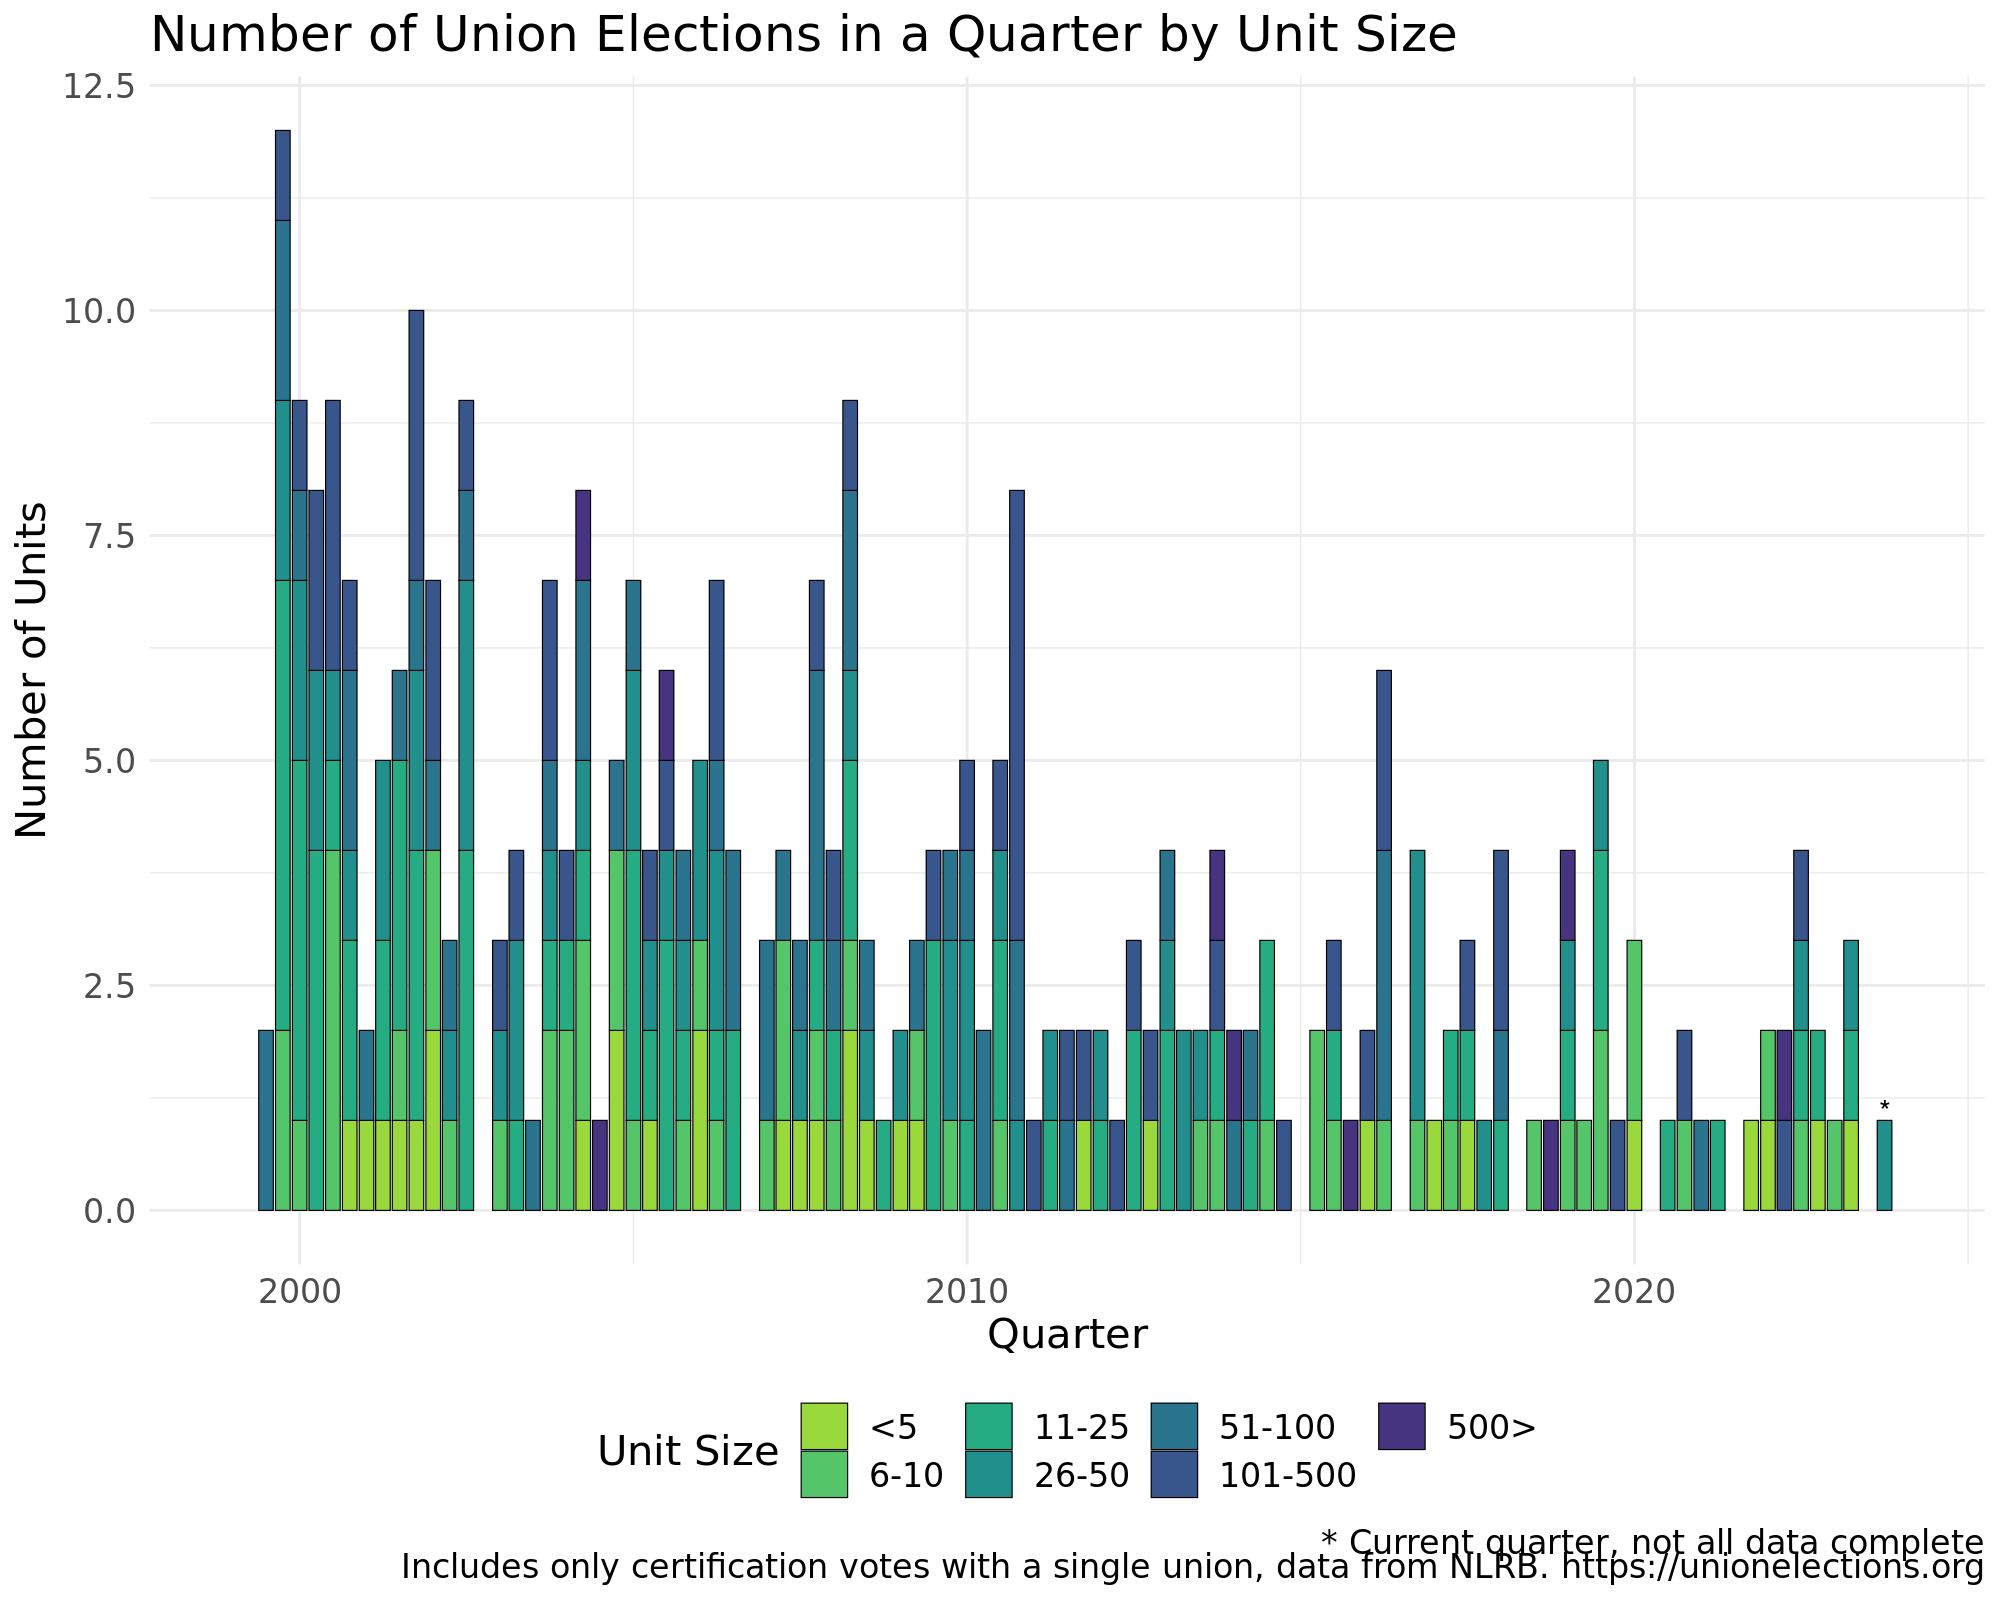 Number of Union Elections in a Quarter by Unit Size
12.5
10.0
7.5
5.0
2.5
0.0
Number of Units
*
2000 2010 2020
Quarter
Unit Size
<5 11-25 51-100 500>
6-10 26-50 101-500
* Current quarter, not all data complete
Includes only certification votes with a single union, data from NLRB. https://unionelections.org